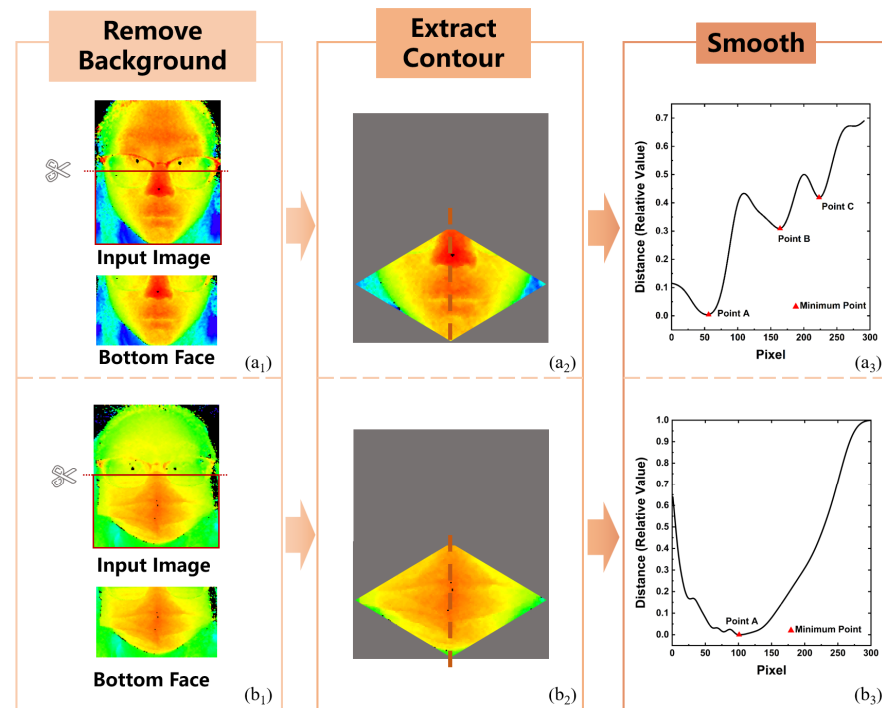 Remove
Background
Extract
Contour
Smooth
Input Image
Bottom Face
(a1)
(a2)
0.7
0.6
0.5
0.4
0.3
0.2
0.1
0.0
Distance (Relative Value)
Point A
Point B
Point C
Minimum Point
0 50 100 150 200 250 300
Pixel
(a3)
Input Image
Bottom Face
(b1)
(b2)
1.0
0.9
0.8
0.7
0.6
0.5
0.4
0.3
0.2
0.1
0.0
Distance (Relative Value)
Point A
Minimum Point
0 50 100 150 200 250 300
Pixel
(b3)